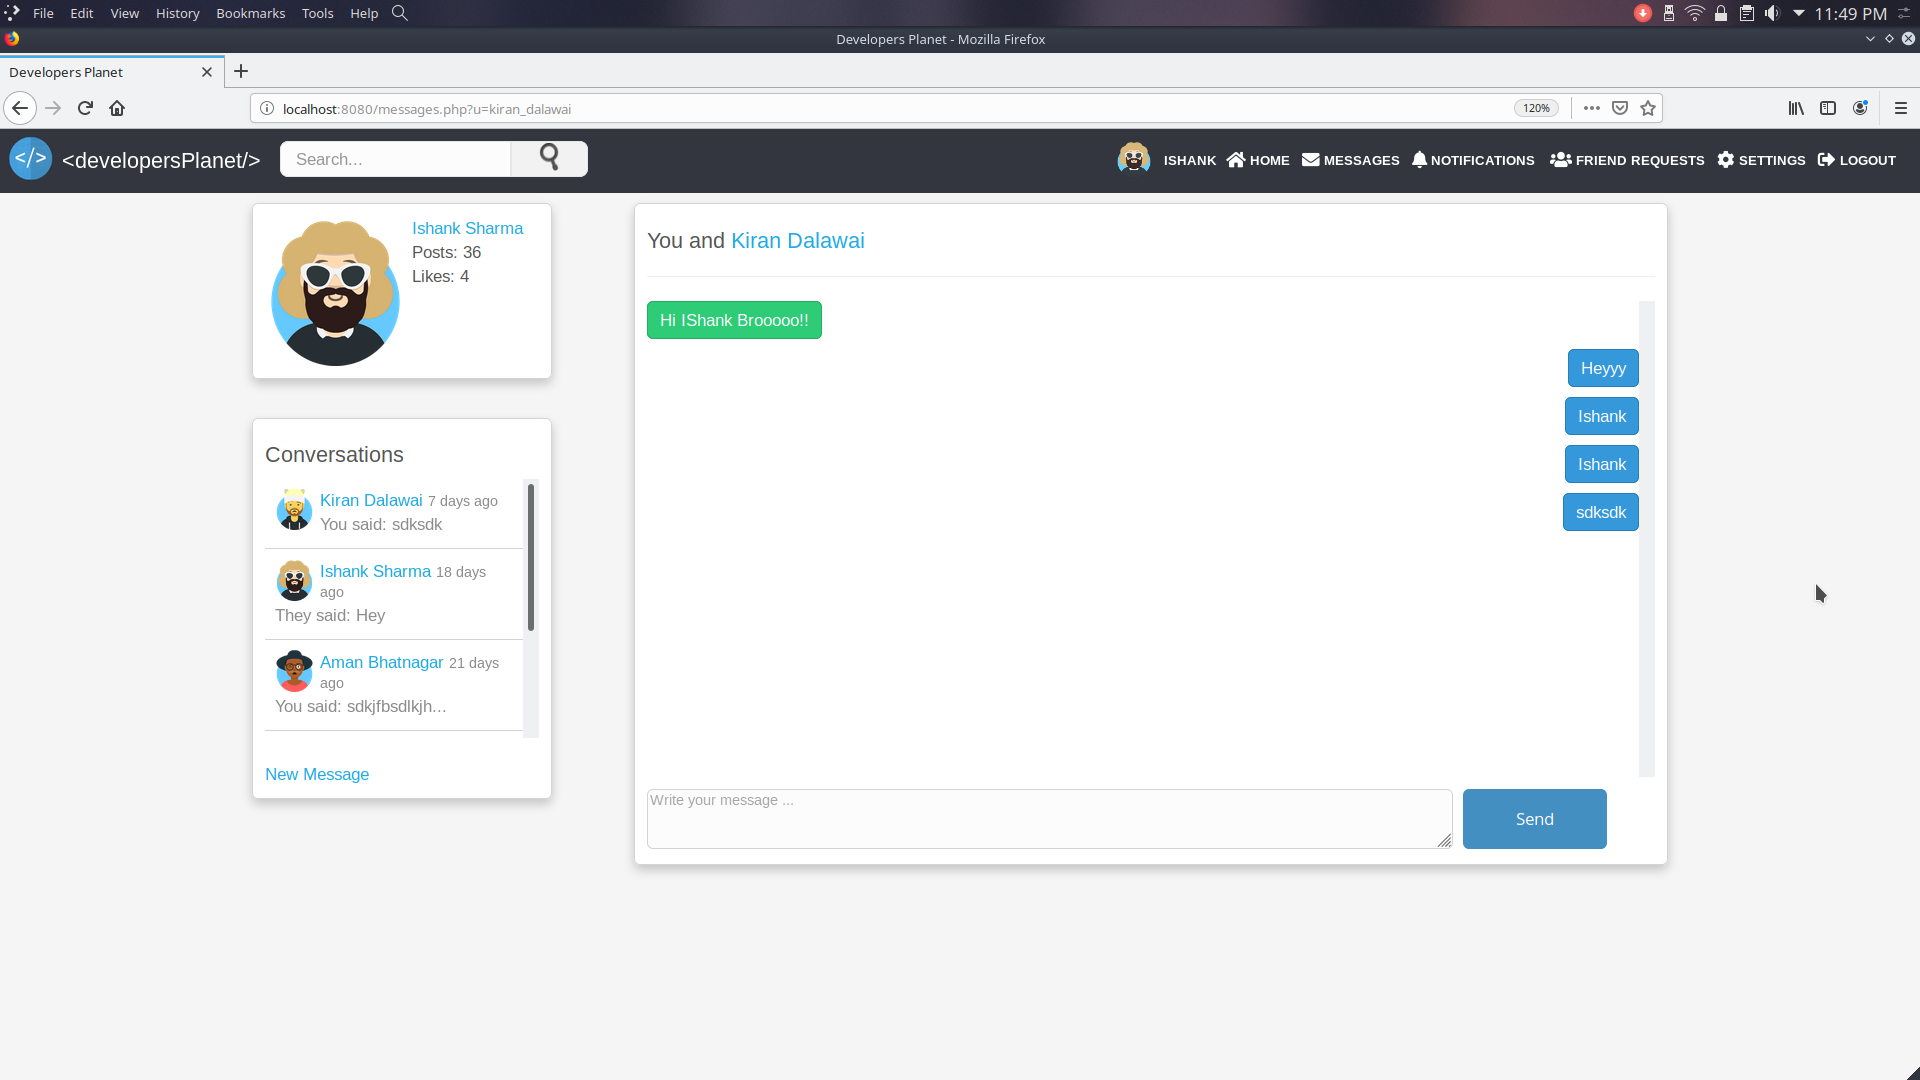 File Edit View History Bookmarks Tools Help 11:49 PM
Developers Planet - Mozilla Firefox
Developers Planet
localhost:8080/messages.php?u=kiran_dalawai 120%
</> <developersPlanet/> Search... ISHANK HOME MESSAGES NOTIFICATIONS FRIEND REQUESTS SETTINGS LOGOUT
Ishank Sharma
Posts: 36
Likes: 4
Conversations
Kiran Dalawai 7 days ago
You said: sdksdk
Ishank Sharma 18 days
ago
They said: Hey
Aman Bhatnagar 21 days
ago
You said: sdkjfbsdlkjh...
New Message
You and Kiran Dalawai
Hi IShank Brooooo!!
Heyyy
Ishank
Ishank
sdksdk
Write your message ...
Send